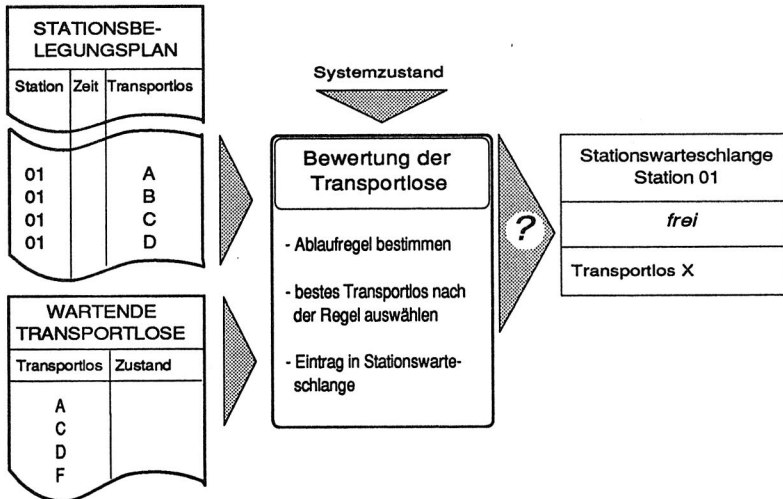 STATIONSBE-
LEGUNGSPLAN
Station Zeit Transportlos
01 A
01 B
01 C
01 D
WARTENDE
TRANSPORTLOSE
Transportlos Zustand
A
C
D
F
Systemzustand
Bewertung der
Transportlose
- Ablaufregel bestimmen
- bestes Transportlos nach
der Regel auswählen
- Eintrag in Stationswarte-
schlange
?
Stationswarteschlange
Station 01
frei
Transportlos X